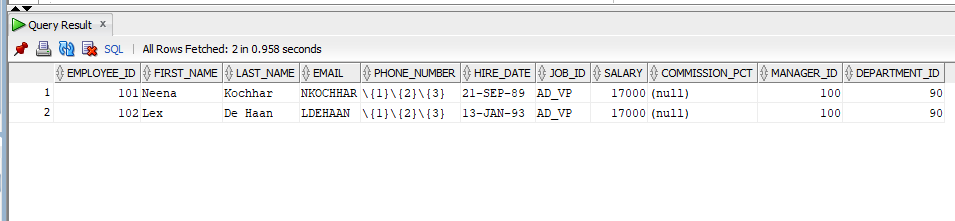 Query Result x
SQL | All Rows Fetched: 2 in 0.958 seconds
EMPLOYEE_ID FIRST_NAME LAST_NAME EMAIL PHONE_NUMBER HIRE_DATE JOB_ID SALARY COMMISSION_PCT MANAGER_ID DEPARTMENT_ID
1 101 Neena Kochhar NKOCHHAR \{1}\{2}\{3} 21-SEP-89 AD_VP 17000 (null) 100 90
2 102 Lex De Haan LDEHAAN \{1}\{2}\{3} 13-JAN-93 AD_VP 17000 (null) 100 90